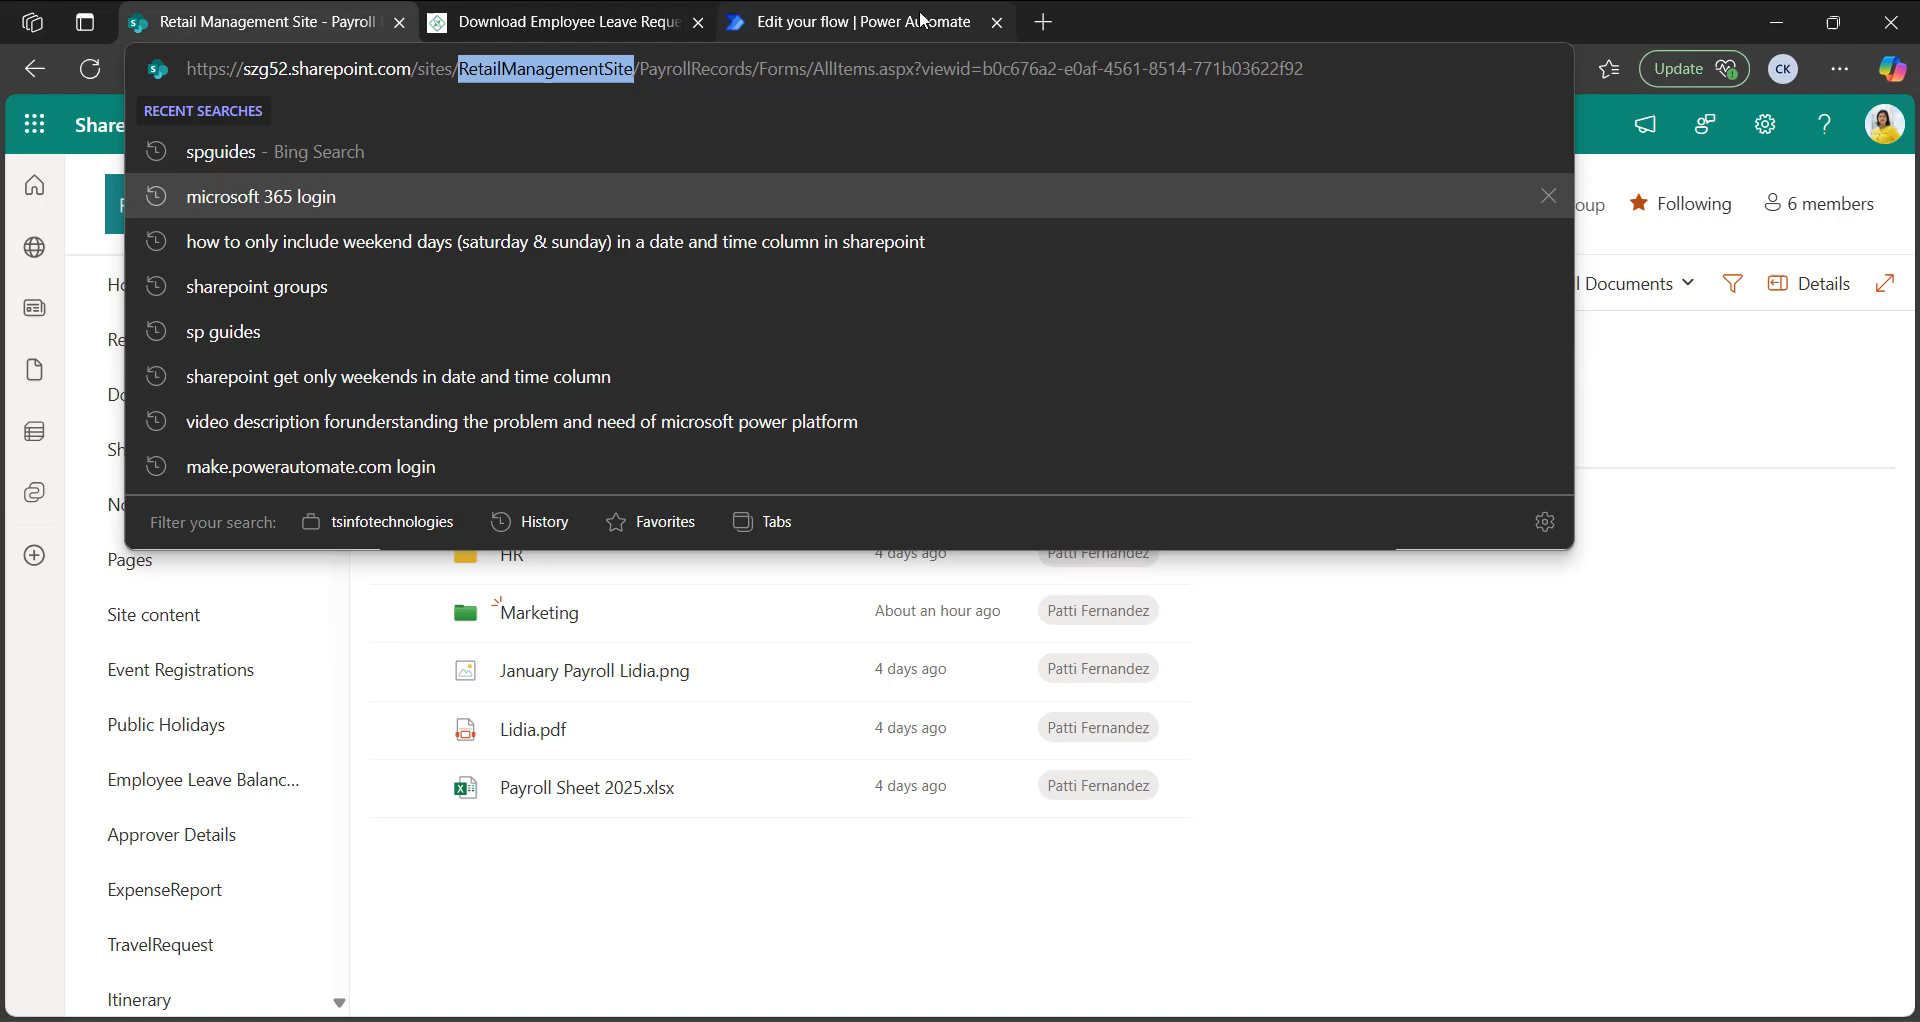 Retail Management Site - Payroll
Download Employee Leave Reque
Edit your flow | Power Automate
https://szg52.sharepoint.com/sites/RetailManagementSite/PayrollRecords/Forms/AllItems.aspx?viewid=b0c676a2-e0af-4561-8514-771b03622f92
Update
CK
RECENT SEARCHES
Share
spguides - Bing Search
microsoft 365 login
oup
Following
6 members
how to only include weekend days (saturday & sunday) in a date and time column in sharepoint
Ho
sharepoint groups
l Documents
Details
Re
sp guides
sharepoint get only weekends in date and time column
Do
video description forunderstanding the problem and need of microsoft power platform
Sh
make.powerautomate.com login
No
Filter your search:
tsinfotechnologies
History
Favorites
Tabs
Pages
HR
4 days ago
Patti Fernandez
Site content
Marketing
About an hour ago
Patti Fernandez
Event Registrations
January Payroll Lidia.png
4 days ago
Patti Fernandez
Public Holidays
Lidia.pdf
4 days ago
Patti Fernandez
Employee Leave Balanc...
Payroll Sheet 2025.xlsx
4 days ago
Patti Fernandez
Approver Details
ExpenseReport
TravelRequest
Itinerary